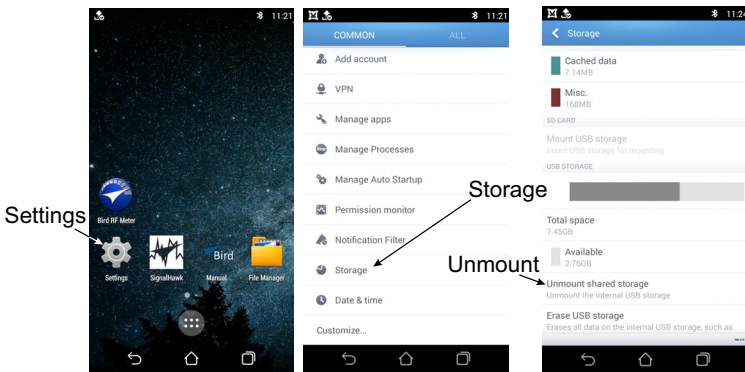 11:21
Settings
Bird RF Meter
Bird
Settings
SignalHawk
Manual
File Manager
11:21
COMMON
ALL
Add account
VPN
Manage apps
Stop
Manage Processes
Manage Auto Startup
Permission monitor
Notification Filter
Storage
Storage
Date & time
Customize...
11:24
Storage
Cached data
7.14MB
Misc.
168MB
SD CARD
Mount USB storage
Insert USB storage for mounting
USB STORAGE
Total space
7.45GB
Available
2.76GB
Unmount
Unmount shared storage
Unmount the internal USB storage
Erase USB storage
Erases all data on the internal USB storage, such as